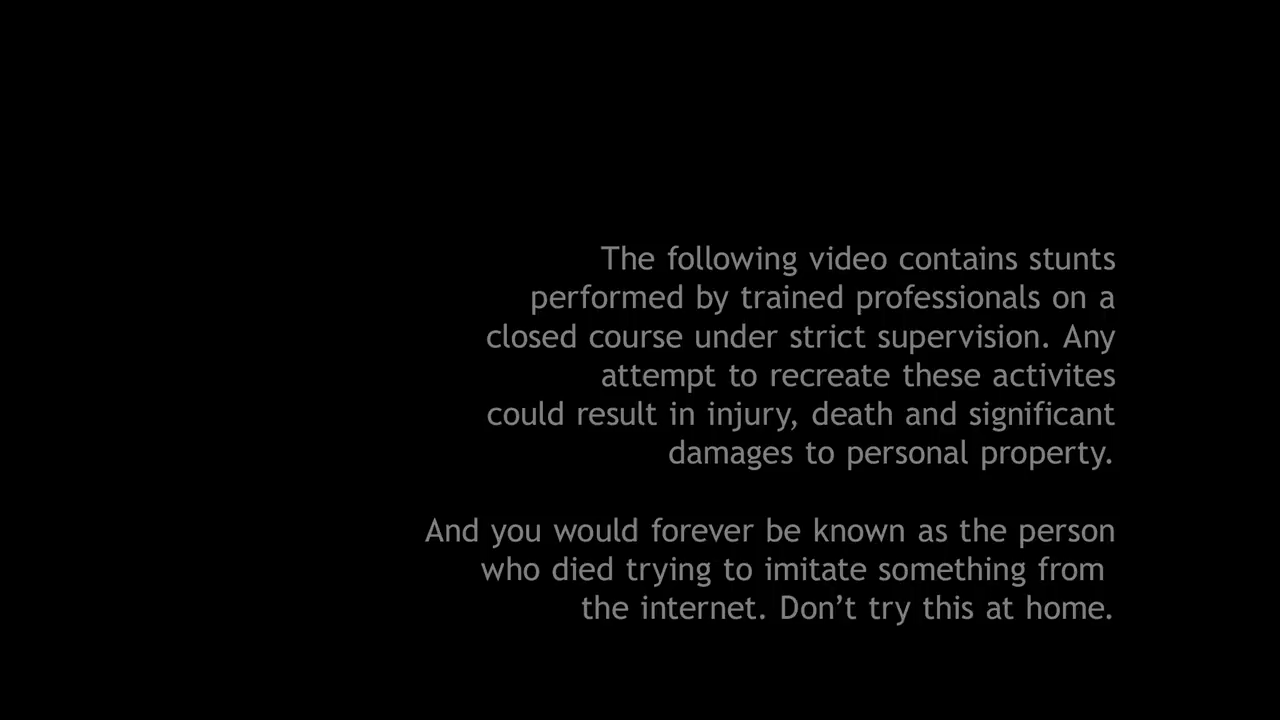 The following video contains stunts
performed by trained professionals on a
closed course under strict supervision. Any
attempt to recreate these activites
could result in injury, death and significant
damages to personal property.
And you would forever be known as the person
who died trying to imitate something from
the internet. Don’t try this at home.